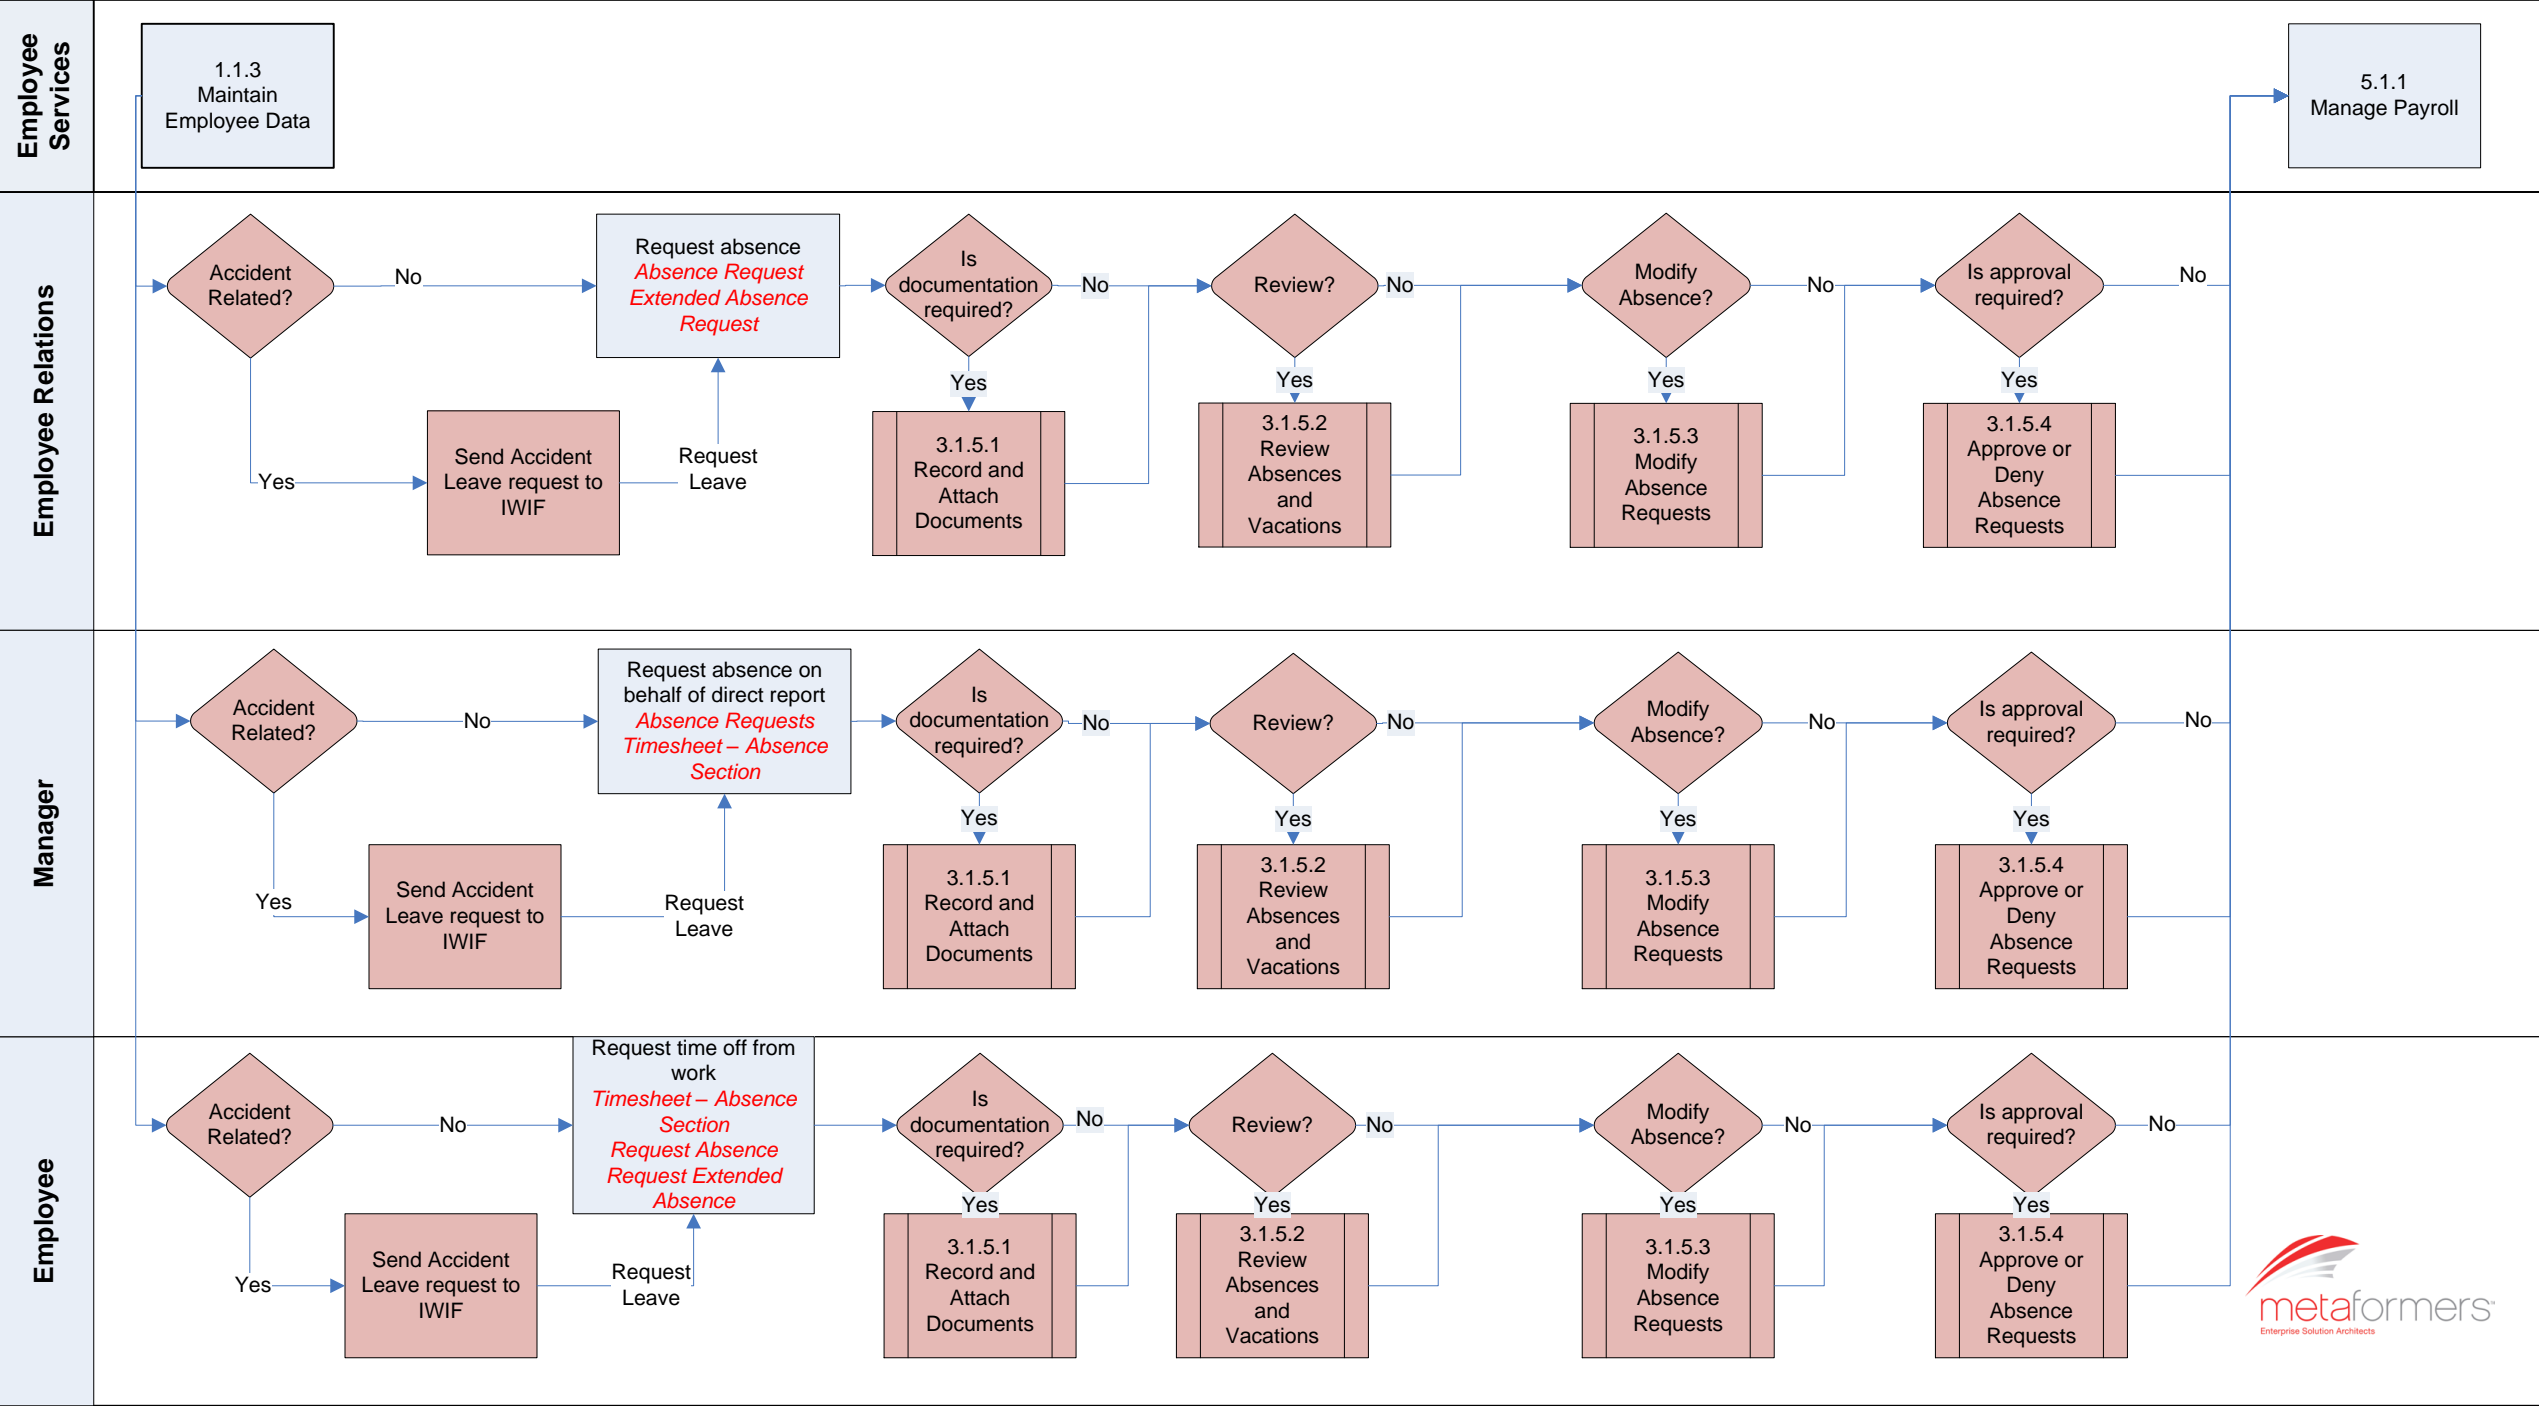 Employee
Services
1.1.3
Maintain
Employee Data
5.1.1
Manage Payroll
Employee Relations
Accident
Related?
No
Yes
Send Accident
Leave request to
IWIF
Request
Leave
Request absence
Absence Request
Extended Absence
Request
Is
documentation
required?
No
Yes
3.1.5.1
Record and
Attach
Documents
Review?
No
Yes
3.1.5.2
Review
Absences
and
Vacations
Modify
Absence?
No
Yes
3.1.5.3
Modify
Absence
Requests
Is approval
required?
No
Yes
3.1.5.4
Approve or
Deny
Absence
Requests
Manager
Accident
Related?
No
Yes
Send Accident
Leave request to
IWIF
Request
Leave
Request absence on
behalf of direct report
Absence Requests
Timesheet – Absence
Section
Is
documentation
required?
No
Yes
3.1.5.1
Record and
Attach
Documents
Review?
No
Yes
3.1.5.2
Review
Absences
and
Vacations
Modify
Absence?
No
Yes
3.1.5.3
Modify
Absence
Requests
Is approval
required?
No
Yes
3.1.5.4
Approve or
Deny
Absence
Requests
Employee
Accident
Related?
No
Yes
Send Accident
Leave request to
IWIF
Request
Leave
Request time off from
work
Timesheet – Absence
Section
Request Absence
Request Extended
Absence
Is
documentation
required?
No
Yes
3.1.5.1
Record and
Attach
Documents
Review?
No
Yes
3.1.5.2
Review
Absences
and
Vacations
Modify
Absence?
No
Yes
3.1.5.3
Modify
Absence
Requests
Is approval
required?
No
Yes
3.1.5.4
Approve or
Deny
Absence
Requests
metaformers™
Enterprise Solution Architects